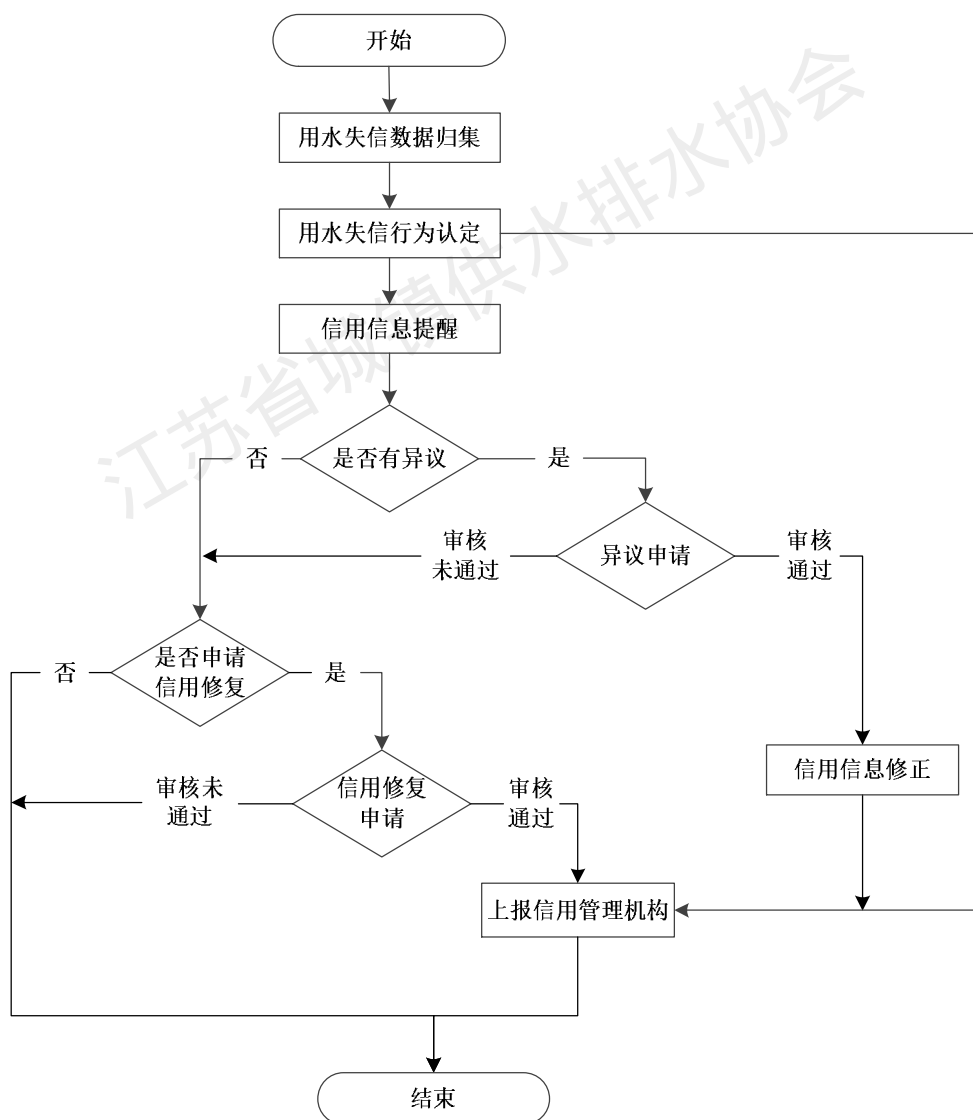 开始
用水失信数据归集
用水失信行为认定
信用信息提醒
是否有异议
否
是
异议申请
审核
未通过
审核
通过
是否申请
信用修复
否
是
信用信息修正
信用修复
申请
审核未
通过
审核
通过
上报信用管理机构
结束
江苏省城镇供水排水协会